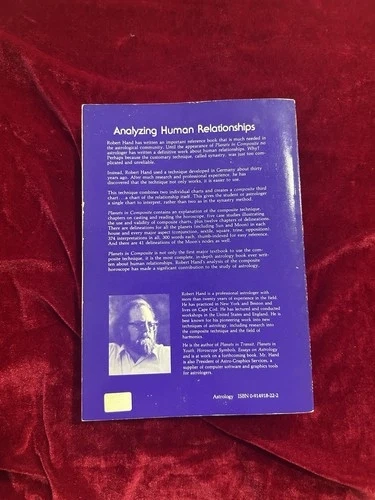 Analyzing Human Relationships
Robert Hand has written an important reference book that is much needed in
the astrological community. Until the appearance of Planets in Composite no
astrologer has written a definitive work about human relationships. Why?
Perhaps because the customary technique, called synastry, was just too com-
plicated and unreliable.
Instead, Robert Hand used a technique developed in Germany about thirty
years ago. After much research and professional experience, he has
discovered that the technique not only works, it is easier to use.
This technique combines two individual charts and creates a composite third
chart... a chart of the relationship itself. This gives the student or astrologer
a single chart to interpret, rather than two as in the synastry method.
Planets in Composite contains an explanation of the composite technique,
chapters on casting and reading the horoscope, five case studies illustrating
the use and validity of composite charts, plus twelve chapters of delineations.
There are delineations for all the planets (including Sun and Moon) in each
house and every major aspect (conjunction, sextile, square, trine, opposition).
374 interpretations in all, 300 words each, thumb-indexed for easy reference.
And there are 41 delineations of the Moon's nodes as well.
Planets in Composite is not only the first major textbook to use the com-
posite technique, it is the most complete, in-depth astrology book ever writ-
ten about human relationships. Robert Hand's analysis of the composite
horoscope has made a significant contribution to the study of astrology.
Robert Hand is a professional astrologer with
more than twenty years of experience in the field.
He has practiced in New York and Boston and
lives on Cape Cod. He has lectured and conducted
workshops in the United States and England. He is
best known for his pioneering work into new
techniques of astrology, including research into
the composite technique and the field of
harmonics.
He is the author of Planets in Transit, Planets in
Youth, Horoscope Symbols, Essays on Astrology
and is at work on a forthcoming book. Mr. Hand
is also President of Astro-Graphics Services, a
supplier of computer software and graphics tools
for astrologers.
Astrology ISBN 0-914918-22-2